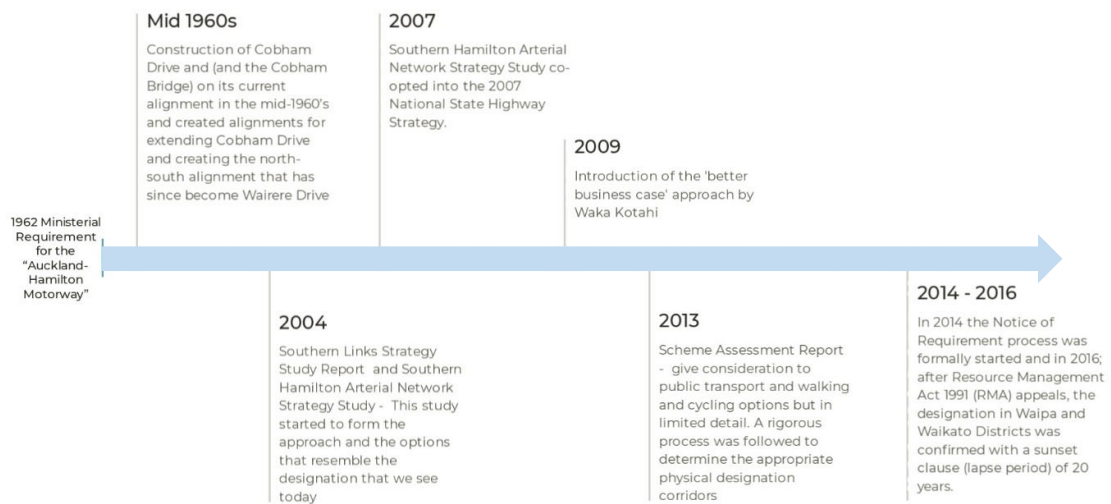 1962 Ministerial
Requirement
for the
“Auckland-
Hamilton
Motorway”
Mid 1960s
Construction of Cobham
Drive and (and the Cobham
Bridge) on its current
alignment in the mid-1960's
and created alignments for
extending Cobham Drive
and creating the north-
south alignment that has
since become Wairere Drive
2004
Southern Links Strategy
Study Report and Southern
Hamilton Arterial Network
Strategy Study - This study
started to form the
approach and the options
that resemble the
designation that we see
today
2007
Southern Hamilton Arterial
Network Strategy Study co-
opted into the 2007
National State Highway
Strategy.
2009
Introduction of the 'better
business case' approach by
Waka Kotahi
2013
Scheme Assessment Report
- give consideration to
public transport and walking
and cycling options but in
limited detail. A rigorous
process was followed to
determine the appropriate
physical designation
corridors
2014 - 2016
In 2014 the Notice of
Requirement process was
formally started and in 2016;
after Resource Management
Act 1991 (RMA) appeals, the
designation in Waipa and
Waikato Districts was
confirmed with a sunset
clause (lapse period) of 20
years.